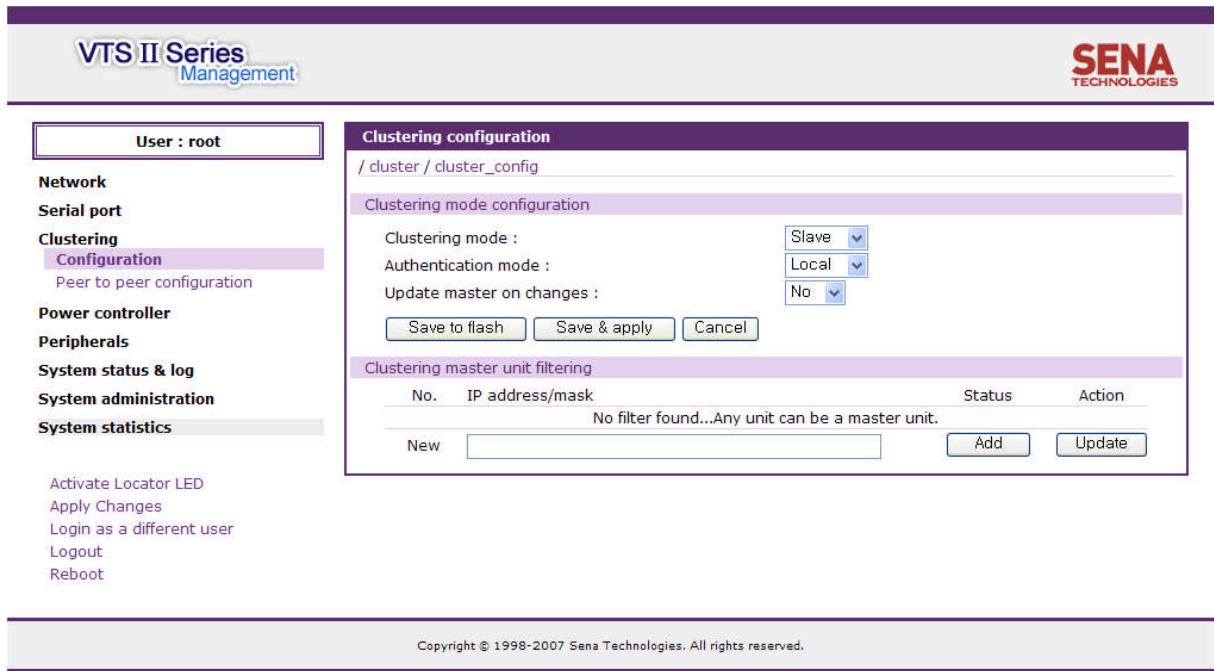 VTS II Series
Management
SENA
TECHNOLOGIES
User : root
Network
Serial port
Clustering
Configuration
Peer to peer configuration
Power controller
Peripherals
System status & log
System administration
System statistics
Activate Locator LED
Apply Changes
Login as a different user
Logout
Reboot
Clustering configuration
/ cluster / cluster_config
Clustering mode configuration
Clustering mode : Slave
Authentication mode : Local
Update master on changes : No
Save to flash Save & apply Cancel
Clustering master unit filtering
No. IP address/mask Status Action
No filter found...Any unit can be a master unit.
New Add Update
Copyright © 1998-2007 Sena Technologies. All rights reserved.